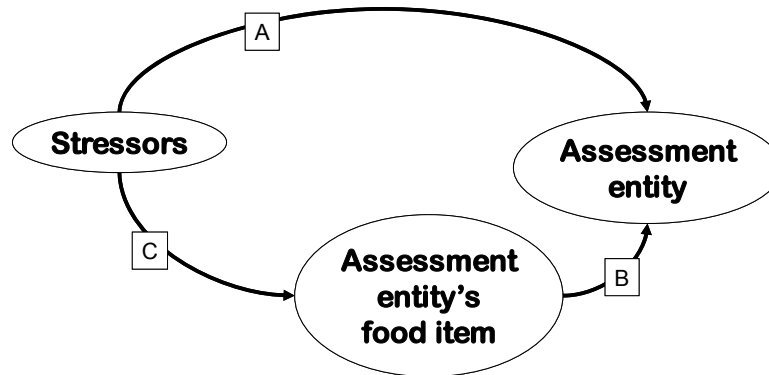 A
Stressors
Assessment
entity
C
Assessment
entity's
food item
B